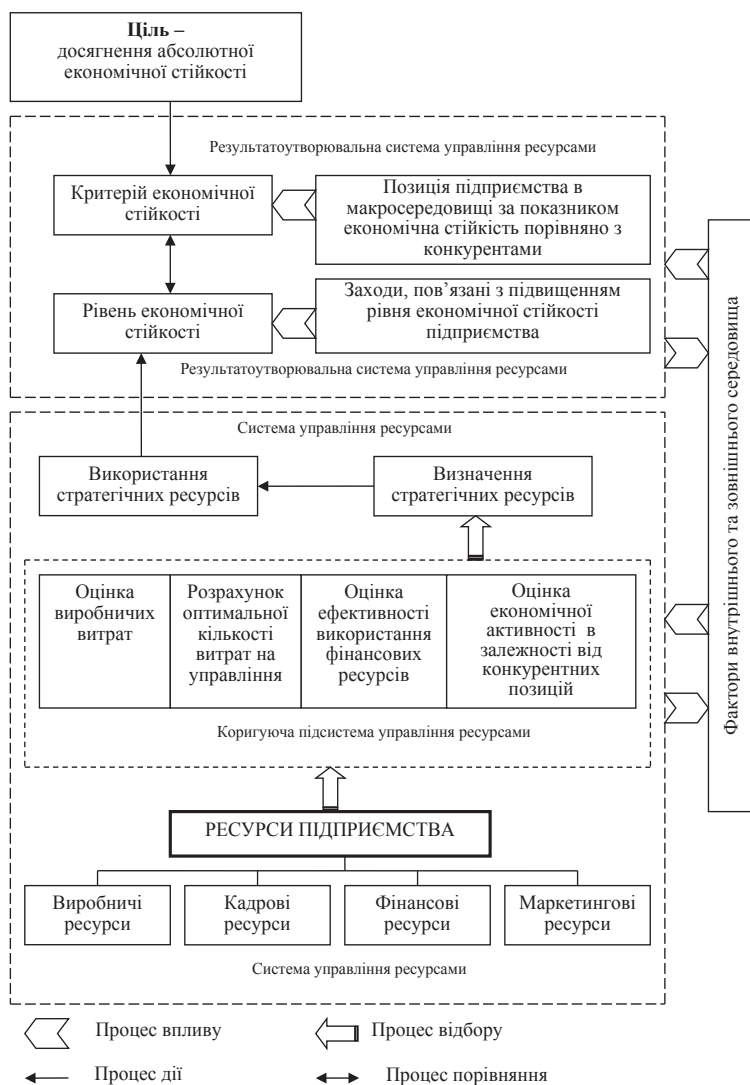 Ціль –
досягнення абсолютної
економічної стійкості
Результатоутворювальна система управління ресурсами
Критерій економічної
стійкості
Позиція підприємства в
макросередовищі за показником
економічна стійкість порівняно з
конкурентами
Рівень економічної
стійкості
Заходи, пов’язані з підвищенням
рівня економічної стійкості
підприємства
Результатоутворювальна система управління ресурсами
Фактори внутрішнього та зовнішнього середовища
Система управління ресурсами
Використання
стратегічних ресурсів
Визначення
стратегічних ресурсів
Оцінка
виробничих
витрат
Розрахунок
оптимальної
кількості
витрат на
управління
Оцінка
ефективності
використання
фінансових
ресурсів
Оцінка
економічної
активності в
залежності від
конкурентних
позицій
Коригуюча підсистема управління ресурсами
РЕСУРСИ ПІДПРИЄМСТВА
Виробничі
ресурси
Кадрові
ресурси
Фінансові
ресурси
Маркетингові
ресурси
Система управління ресурсами
Процес впливу
Процес відбору
Процес дії
Процес порівняння